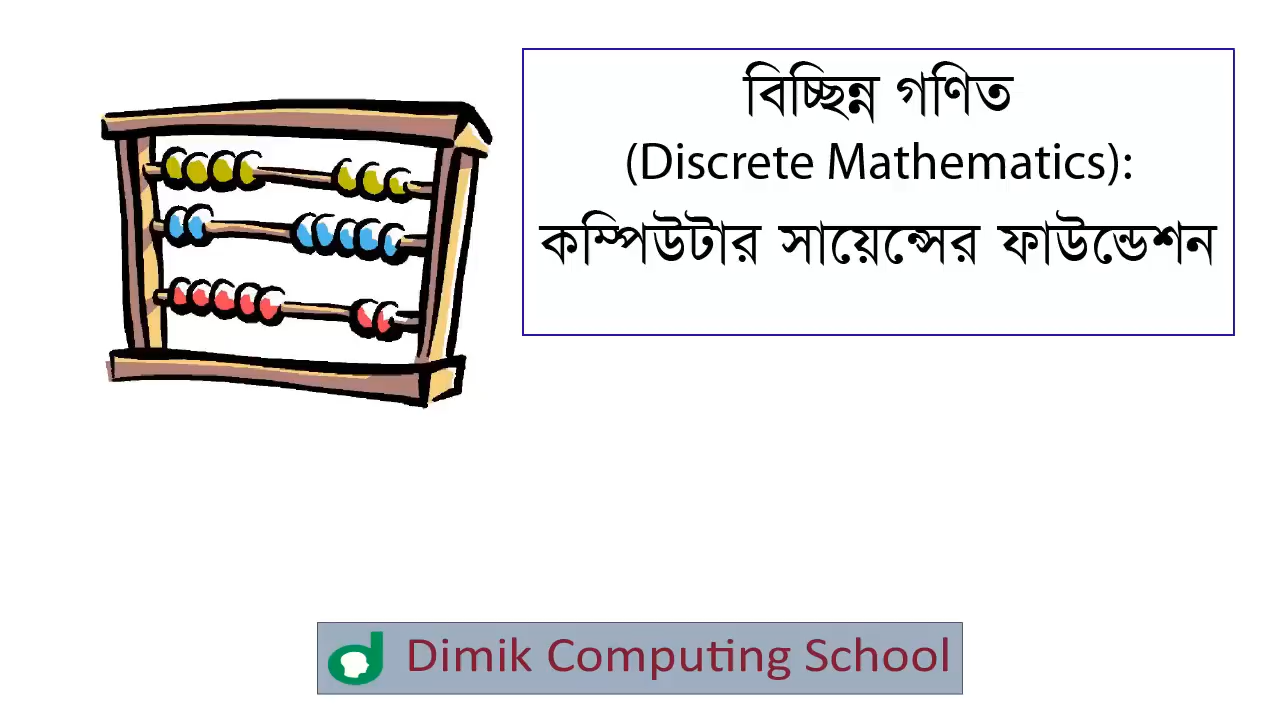 বিচ্ছিন্ন গণিত
(Discrete Mathematics):
কম্পিউটার সায়েন্সের ফাউন্ডেশন
Dimik Computing School